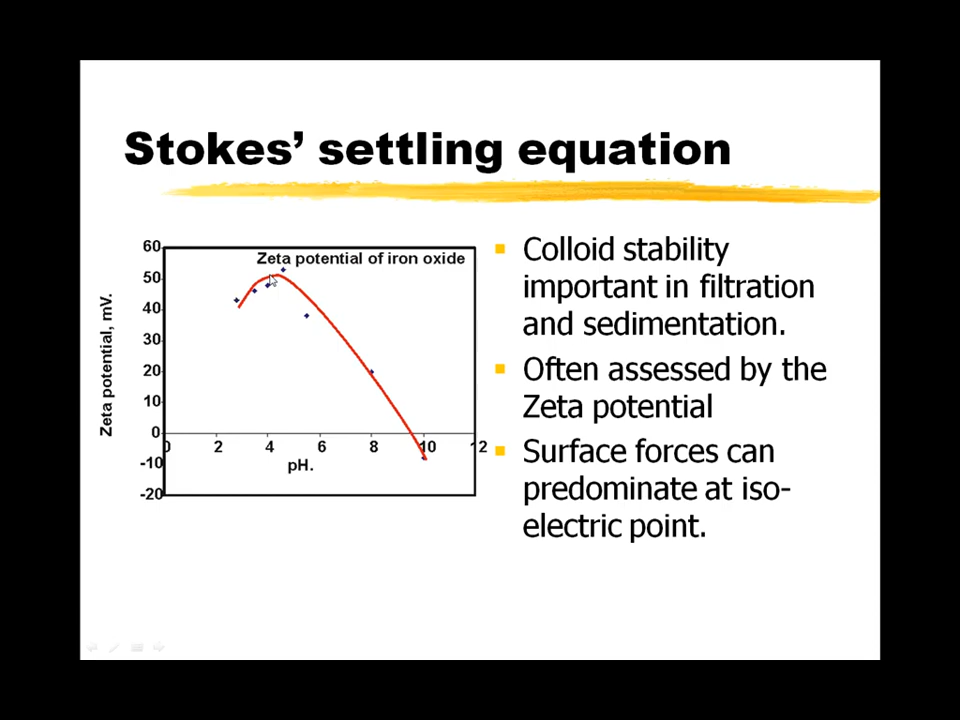 Stokes' settling equation
Zeta potential of iron oxide
Zeta potential, mV.
60
50
40
30
20
10
0
-10
-20
0 2 4 6 8 10 12
pH.
Colloid stability
important in filtration
and sedimentation.
Often assessed by the
Zeta potential
Surface forces can
predominate at iso-
electric point.